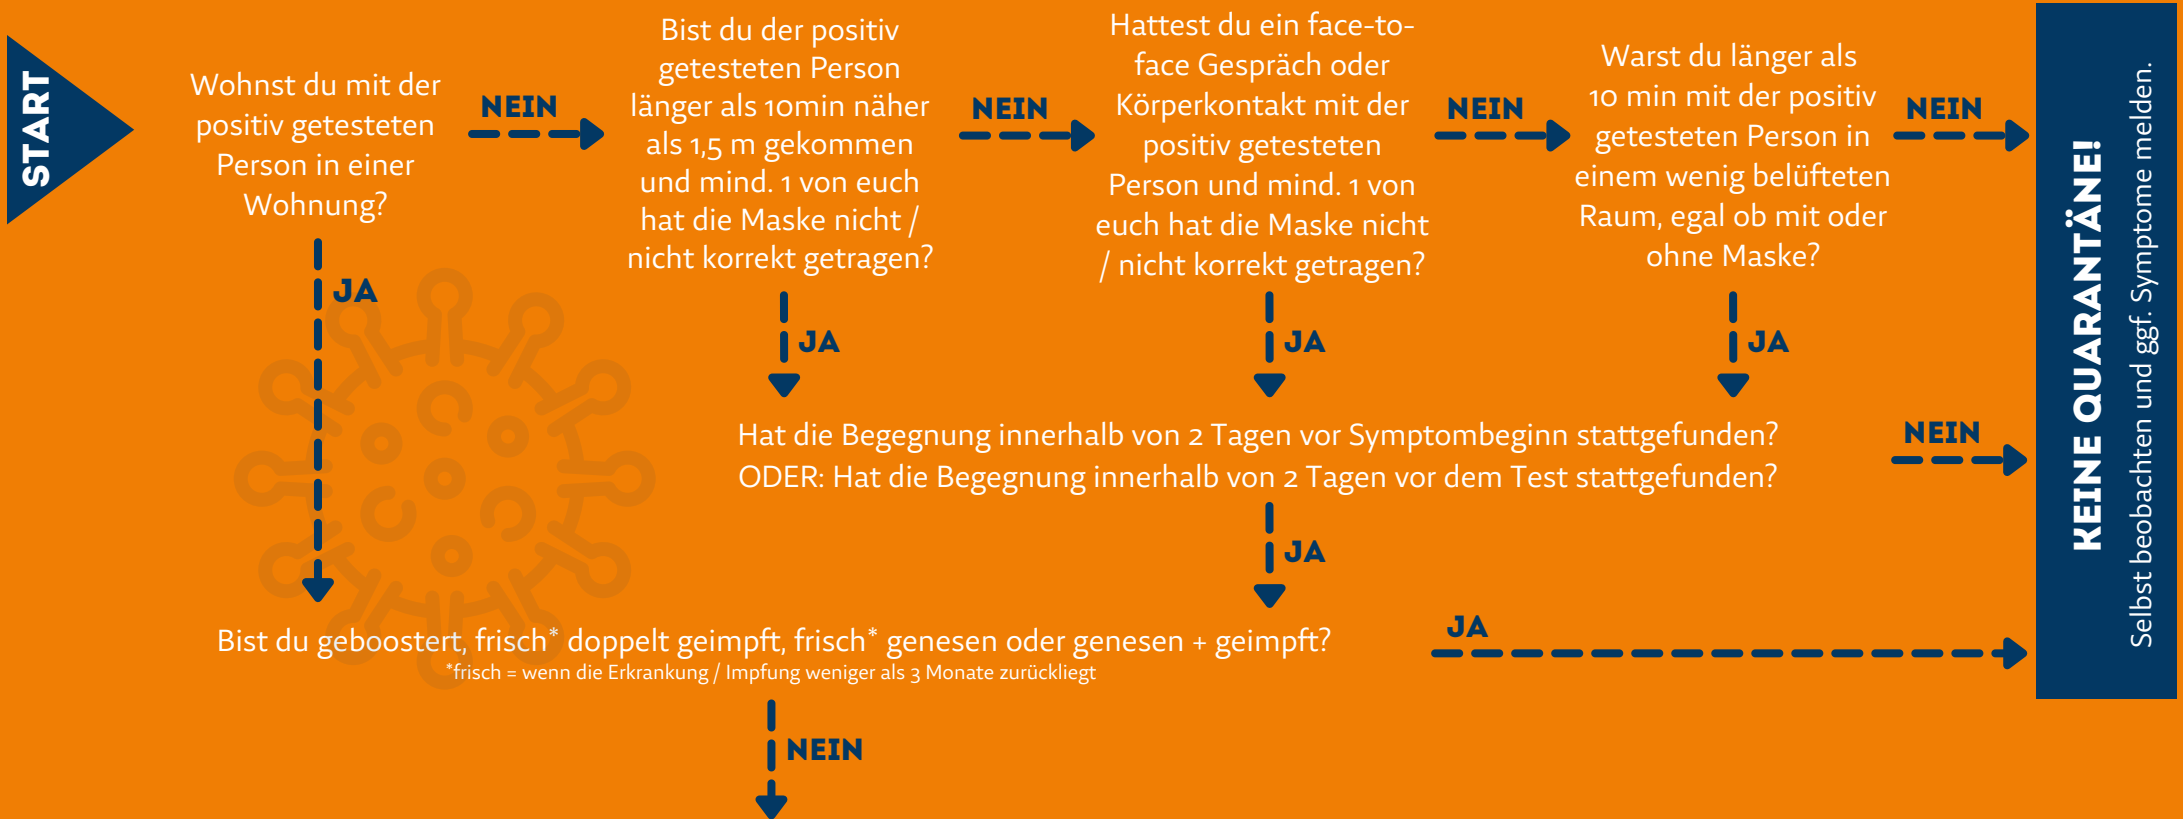 START
Wohnst du mit der
positiv getesteten
Person in einer
Wohnung?
NEIN
JA
Bist du der positiv
getesteten Person
länger als 10min näher
als 1,5 m gekommen
und mind. 1 von euch
hat die Maske nicht /
nicht korrekt getragen?
NEIN
JA
Hattest du ein face-to-
face Gespräch oder
Körperkontakt mit der
positiv getesteten
Person und mind. 1 von
euch hat die Maske nicht
/ nicht korrekt getragen?
NEIN
JA
Warst du länger als
10 min mit der positiv
getesteten Person in
einem wenig belüfteten
Raum, egal ob mit oder
ohne Maske?
NEIN
JA
Hat die Begegnung innerhalb von 2 Tagen vor Symptombeginn stattgefunden?
ODER: Hat die Begegnung innerhalb von 2 Tagen vor dem Test stattgefunden?
NEIN
JA
Bist du geboostert, frisch* doppelt geimpft, frisch* genesen oder genesen + geimpft?
*frisch = wenn die Erkrankung / Impfung weniger als 3 Monate zurückliegt
JA
NEIN
KEINE QUARANTÄNE!
Selbst beobachten und ggf. Symptome melden.